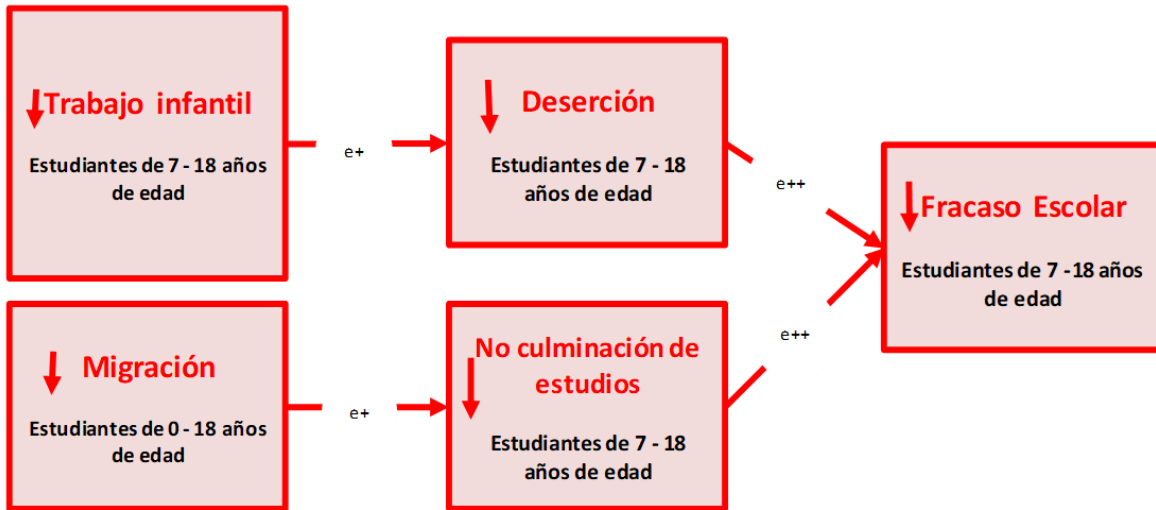 Trabajo infantil
Estudiantes de 7 - 18 años
de edad
e+
Deserción
Estudiantes de 7 - 18
años de edad
e++
Fracaso Escolar
Estudiantes de 7 -18 años
de edad
Migración
Estudiantes de 0 - 18 años
de edad
e+
No culminación de
estudios
Estudiantes de 7 - 18
años de edad
e++